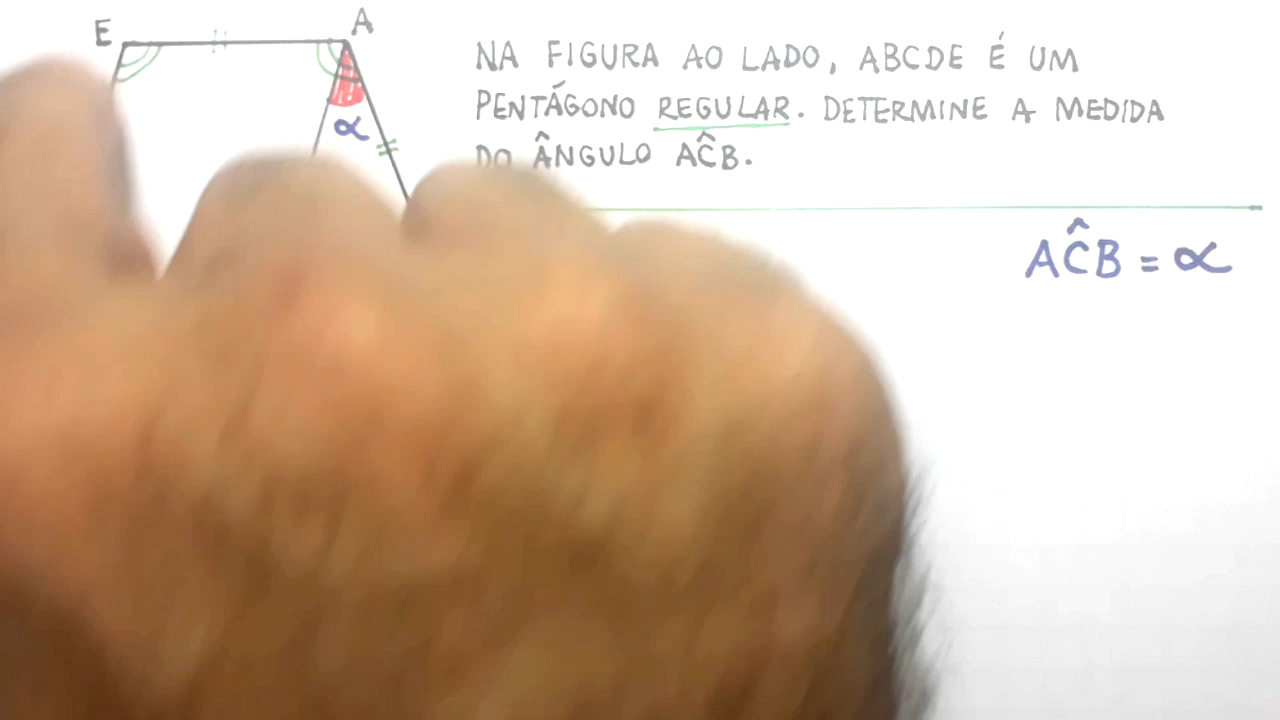 E A
NA FIGURA AO LADO, ABCDE É UM
PENTÁGONO REGULAR. DETERMINE A MEDIDA
DO ÂNGULO AĈB.
α
AĈB = α